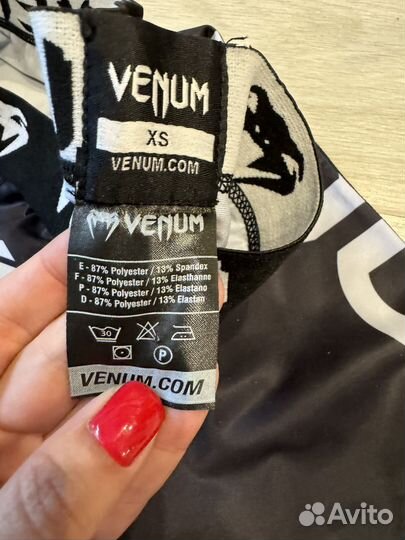 VENUM
XS
VENUM.COM
VENUM
E - 87% Polyester / 13% Spandex
F - 87% Polyester / 13% Elasthanne
P - 87% Polyester / 13% Elastano
D - 87% Polyester / 13% Elastan
30
P
VENUM.COM
Avito